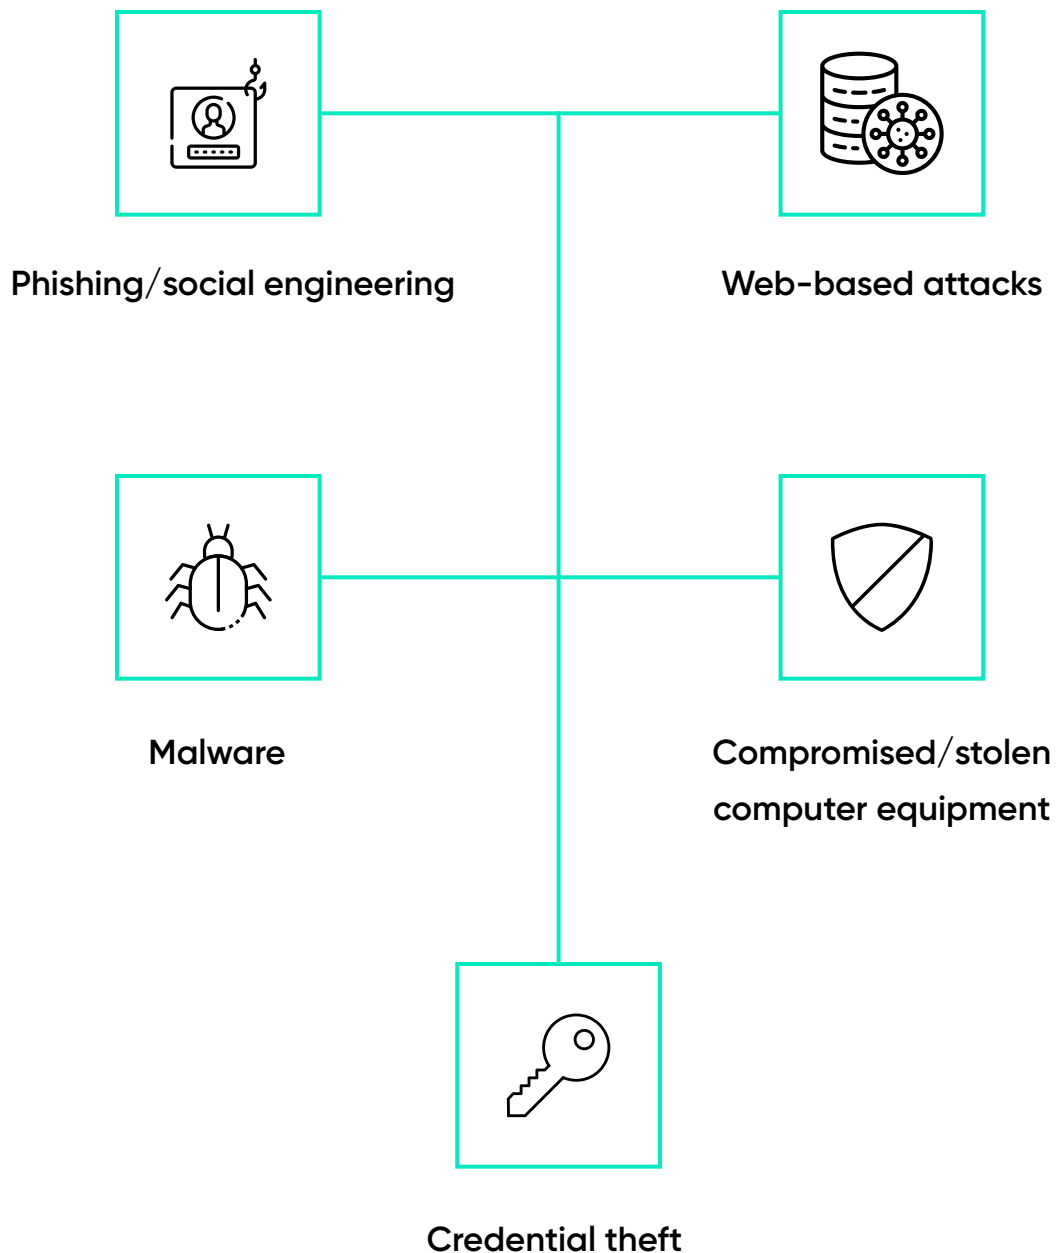 Phishing/social engineering
Web-based attacks
Malware
Compromised/stolen
computer equipment
Credential theft